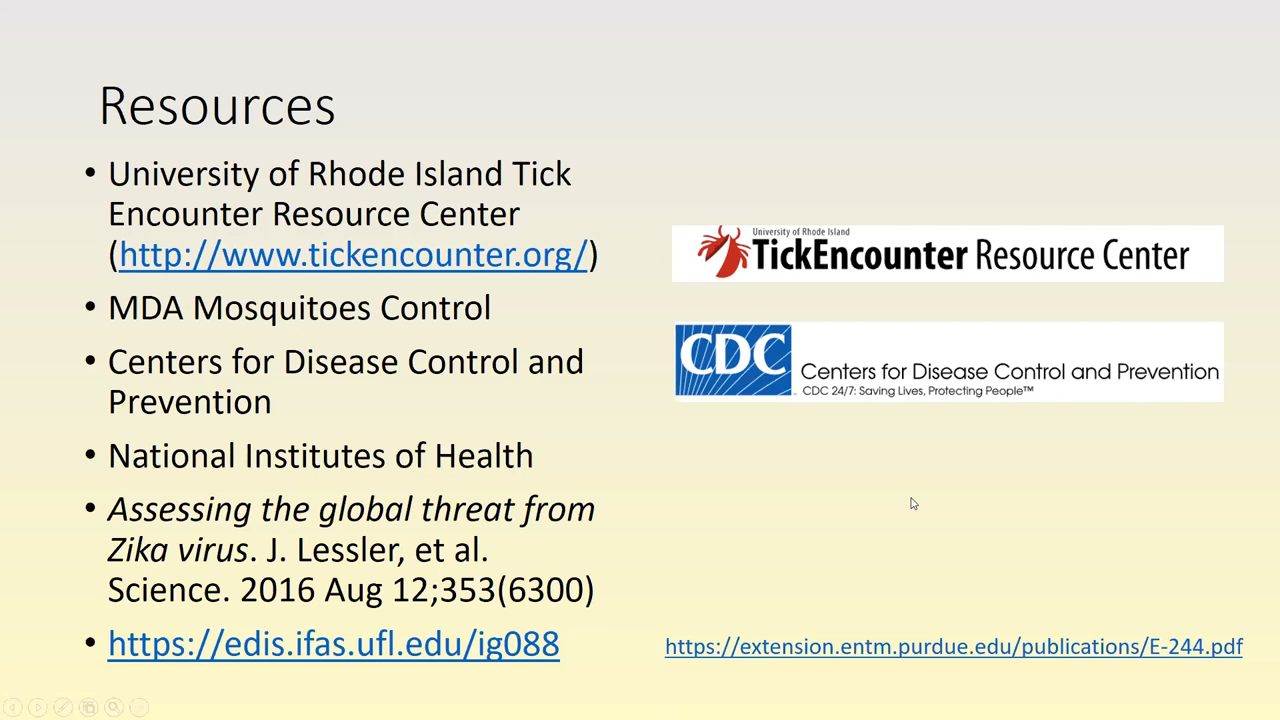 Resources
• University of Rhode Island Tick
Encounter Resource Center
(http://www.tickencounter.org/)
• MDA Mosquitoes Control
• Centers for Disease Control and
Prevention
• National Institutes of Health
• Assessing the global threat from
Zika virus. J. Lessler, et al.
Science. 2016 Aug 12;353(6300)
• https://edis.ifas.ufl.edu/ig088
University of Rhode Island
TickEncounter Resource Center
CDC
Centers for Disease Control and Prevention
CDC 24/7: Saving Lives, Protecting People™
https://extension.entm.purdue.edu/publications/E-244.pdf